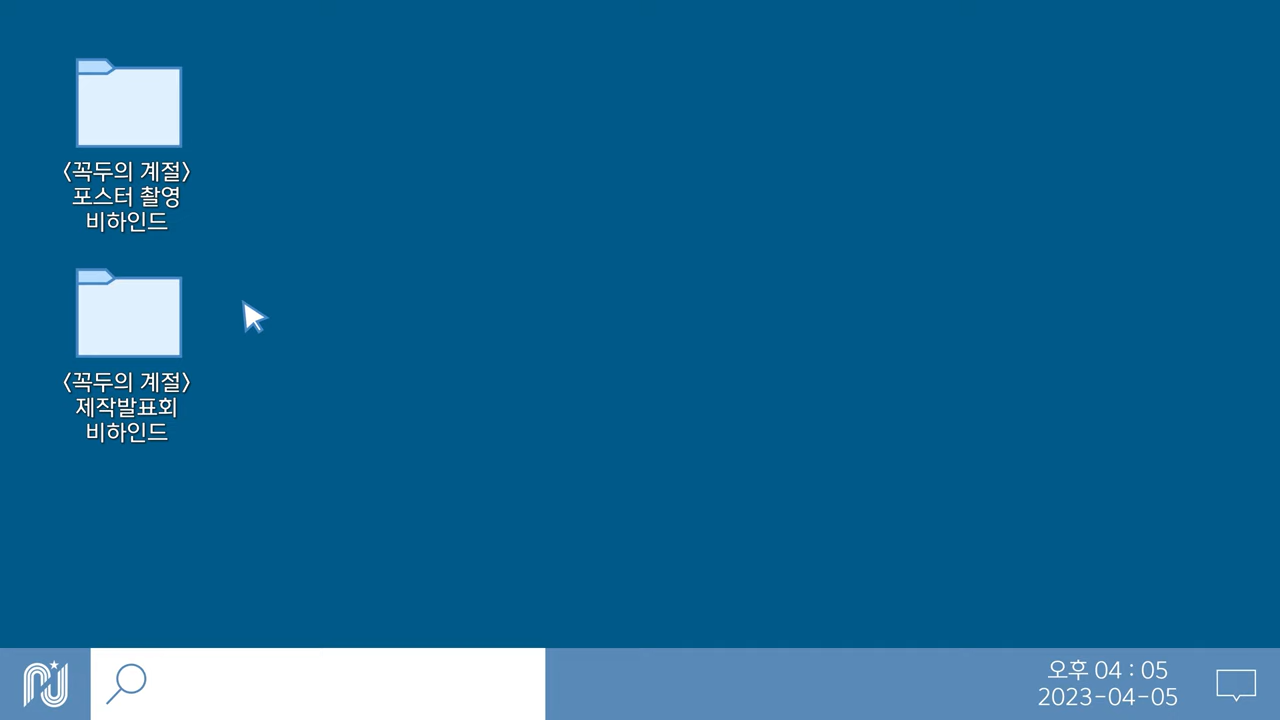 〈꼭두의 계절〉
포스터 촬영
비하인드
〈꼭두의 계절〉
제작발표회
비하인드
오후 04 : 05
2023-04-05